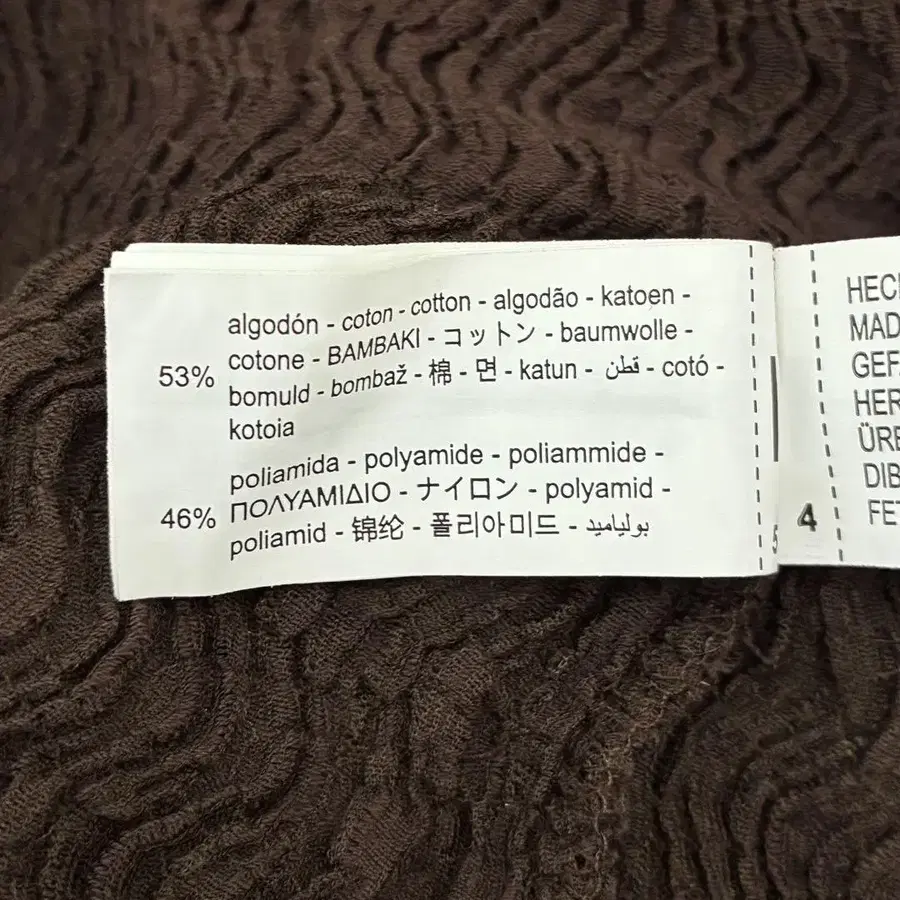 53%
algodón - coton - cotton - algodão - katoen -
cotone - BAMBAKI - コットン - baumwolle -
bomuld - bombaž - 棉 - 면 - katun - قطن - cotó -
kotoia
46%
poliamida - polyamide - poliammide -
ΠΟΛΥΑΜΙΔΙΟ - ナイロン - polyamid -
poliamid - 锦纶 - 폴리아미드 - بولياميد
5
4